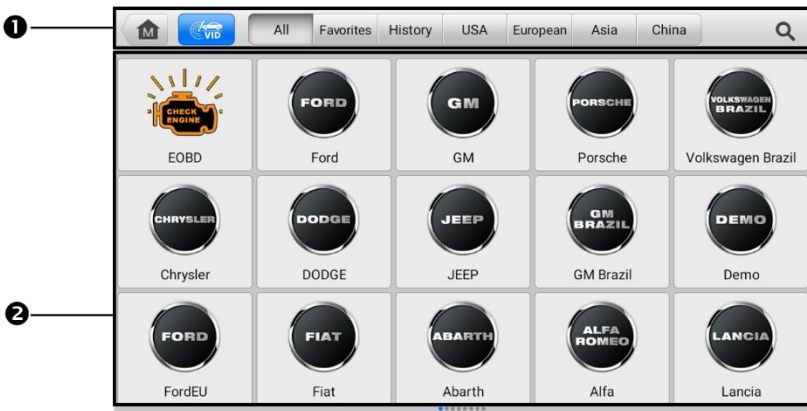 ❶
M
VID
All Favorites History USA European Asia China
CHECK
ENGINE
FORD
GM
PORSCHE
VOLKSWAGEN
BRAZIL
EOBD Ford GM Porsche Volkswagen Brazil
CHRYSLER
DODGE
JEEP
GM
BRAZIL
DEMO
Chrysler DODGE JEEP GM Brazil Demo
❷
FORD
FIAT
ABARTH
ALFA
ROMEO
LANCIA
FordEU Fiat Abarth Alfa Lancia